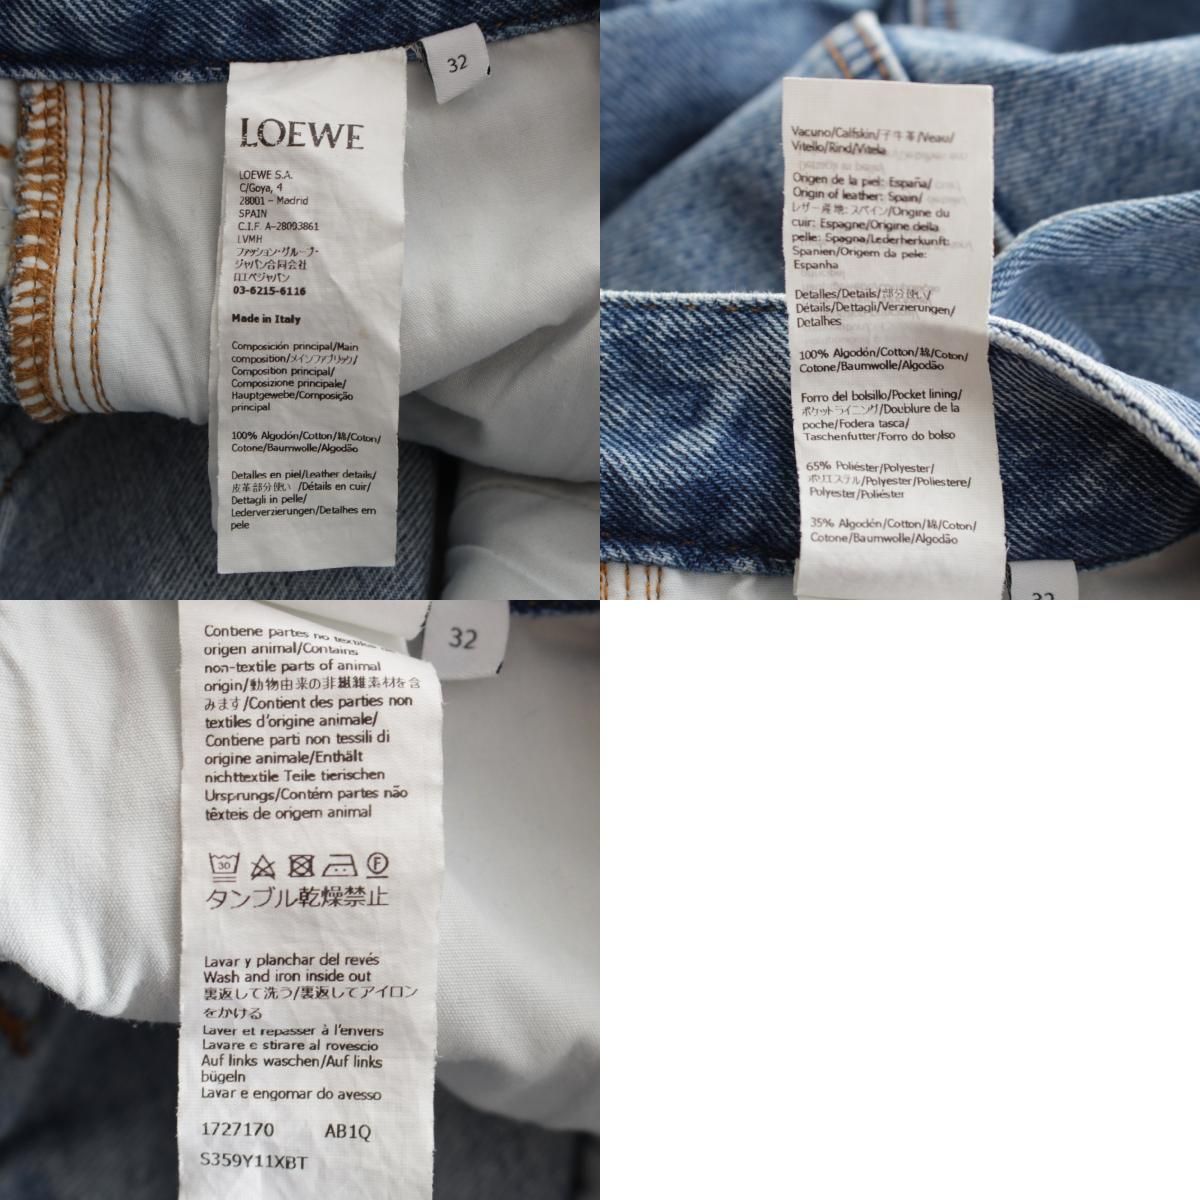 32
LOEWE
LOEWE S.A.
C/Goya, 4
28001 - Madrid
SPAIN
C.I.F. A-28003861
LVMH
ファッション・グループ
ジャパン合同会社
ロエベジャパン
03-6215-6116
Made in Italy
Composición principal/Main
composition/メインファブリック/
Composition principal/
Composizione principale/
Hauptgewebe/Composição
principal
100% Algodón/Cotton/綿/Coton/
Cotone/Baumwolle/Algodão
Detalles en piel/Leather details/
皮革部分使い /Détails en cuir/
Dettagli in pelle/
Lederverzierungen/Detalhes em
pele
Vacuno/Calfskin/子牛革/Veau/
Vitello/Rind/Vitela
Origen de la piel: España/
Origin of leather: Spain/
レザー産地: スペイン/Origine du
cuir: Espagne/Origine della
pelle: Spagna/Lederherkunft:
Spanien/Origem da pele:
Espanha
Detalles/Details/部分使い/
Détails/Dettagli/Verzierungen/
Detalhes
100% Algodón/Cotton/綿/Coton/
Cotone/Baumwolle/Algodão
Forro del bolsillo/Pocket lining/
ポケットライニング/Doublure de la
poche/Fodera tasca/
Taschenfutter/Forro do bolso
65% Poliéster/Polyester/
ポリエステル/Polyester/Poliestere/
Polyester/Poliéster
35% Algodón/Cotton/綿/Coton/
Cotone/Baumwolle/Algodão
32
Contiene partes no textiles
origen animal/Contains
non-textile parts of animal
origin/動物由来の非繊維素材を含
みます/Contient des parties non
textiles d'origine animale/
Contiene parti non tessili di
origine animale/Enthält
nichttextile Teile tierischen
Ursprungs/Contém partes não
têxteis de origem animal
32
30
F
タンブル乾燥禁止
Lavar y planchar del revés
Wash and iron inside out
裏返して洗う/裏返してアイロン
をかける
Laver et repasser à l'envers
Lavare e stirare al rovescio
Auf links waschen/Auf links
bügeln
Lavar e engomar do avesso
1727170 AB1Q
S359Y11XBT